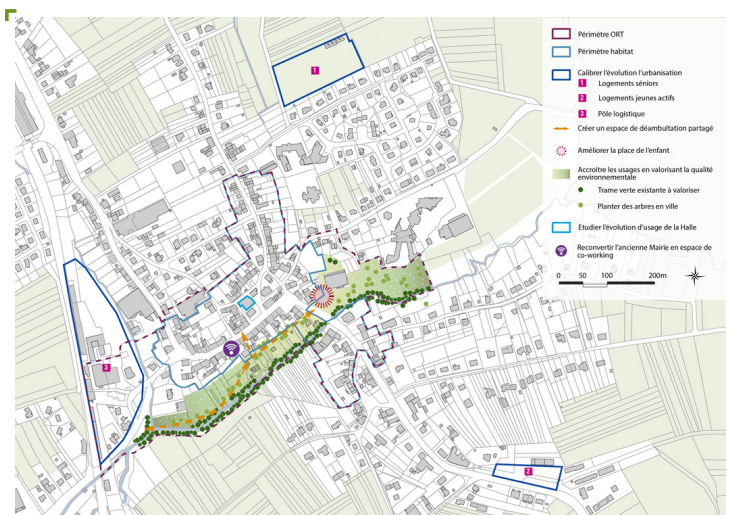 Périmètre ORT
Périmètre habitat
Calibrer l'évolution l'urbanisation
1 Logements séniors
2 Logements jeunes actifs
3 Pôle logistique
Créer un espace de déambultation partagé
Améliorer la place de l'enfant
Accroitre les usages en valorisant la qualité
environnementale
Trame verte existante à valoriser
Planter des arbres en ville
Etudier l'évolution d'usage de la Halle
Reconvertir l'ancienne Mairie en espace de
co-working
0 50 100 200m
1
3
2